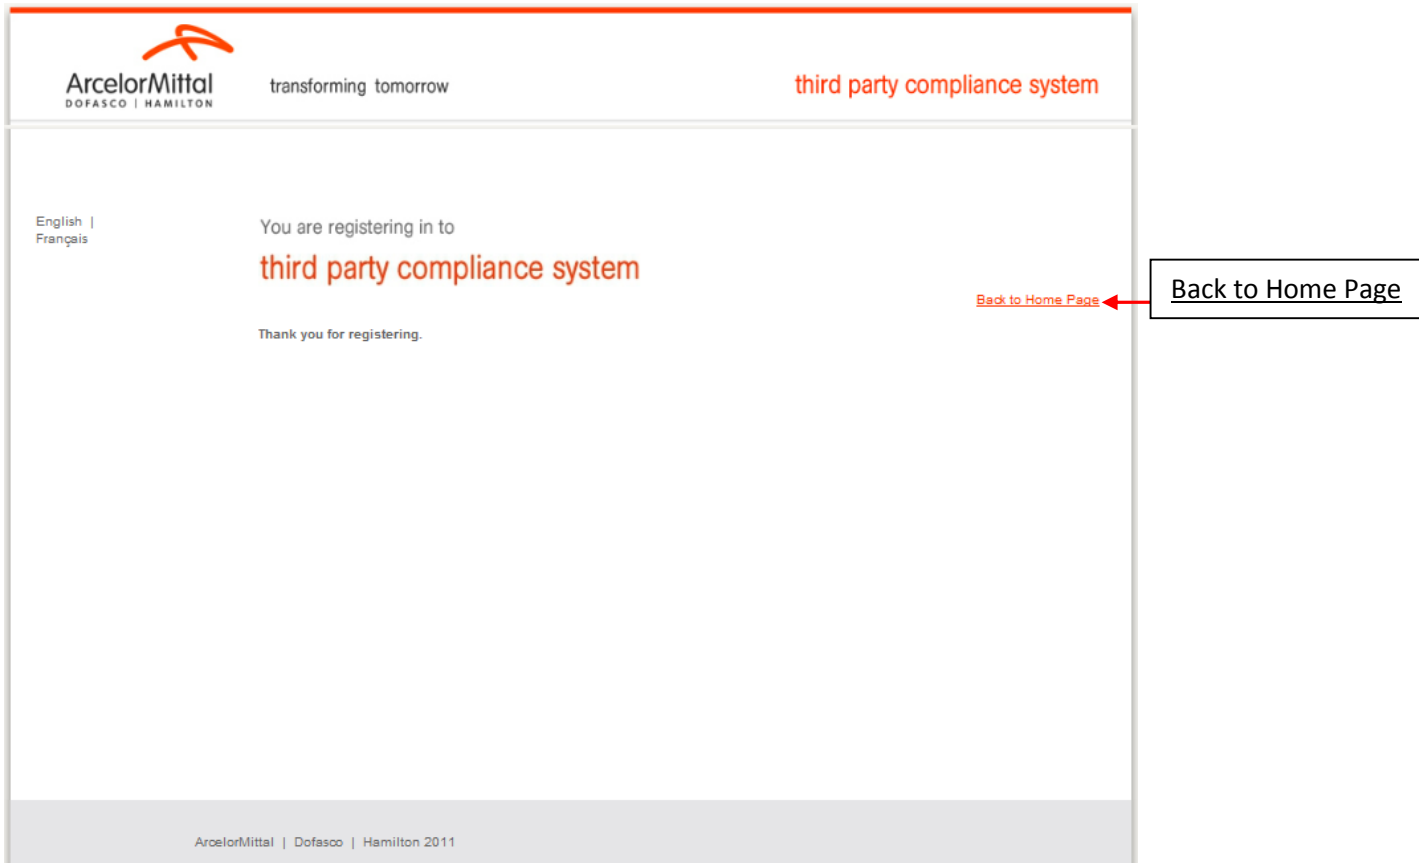 ArcelorMittal
DOFASCO | HAMILTON
transforming tomorrow
third party compliance system
English |
Français
You are registering in to
third party compliance system
Back to Home Page
Back to Home Page
Thank you for registering.
ArcelorMittal | Dofasco | Hamilton 2011